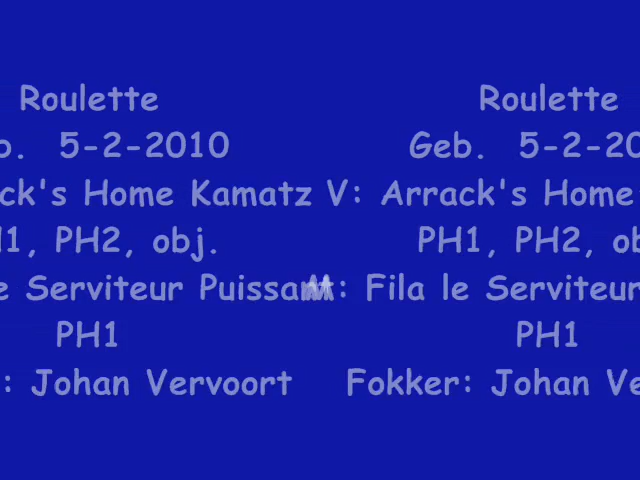 Roulette Roulette
b. 5-2-2010 Geb. 5-2-20
ck's Home Kamatz V: Arrack's Home
H1, PH2, obj. PH1, PH2, ob
e Serviteur Puissant M: Fila le Serviteur
PH1 PH1
: Johan Vervoort Fokker: Johan Ve